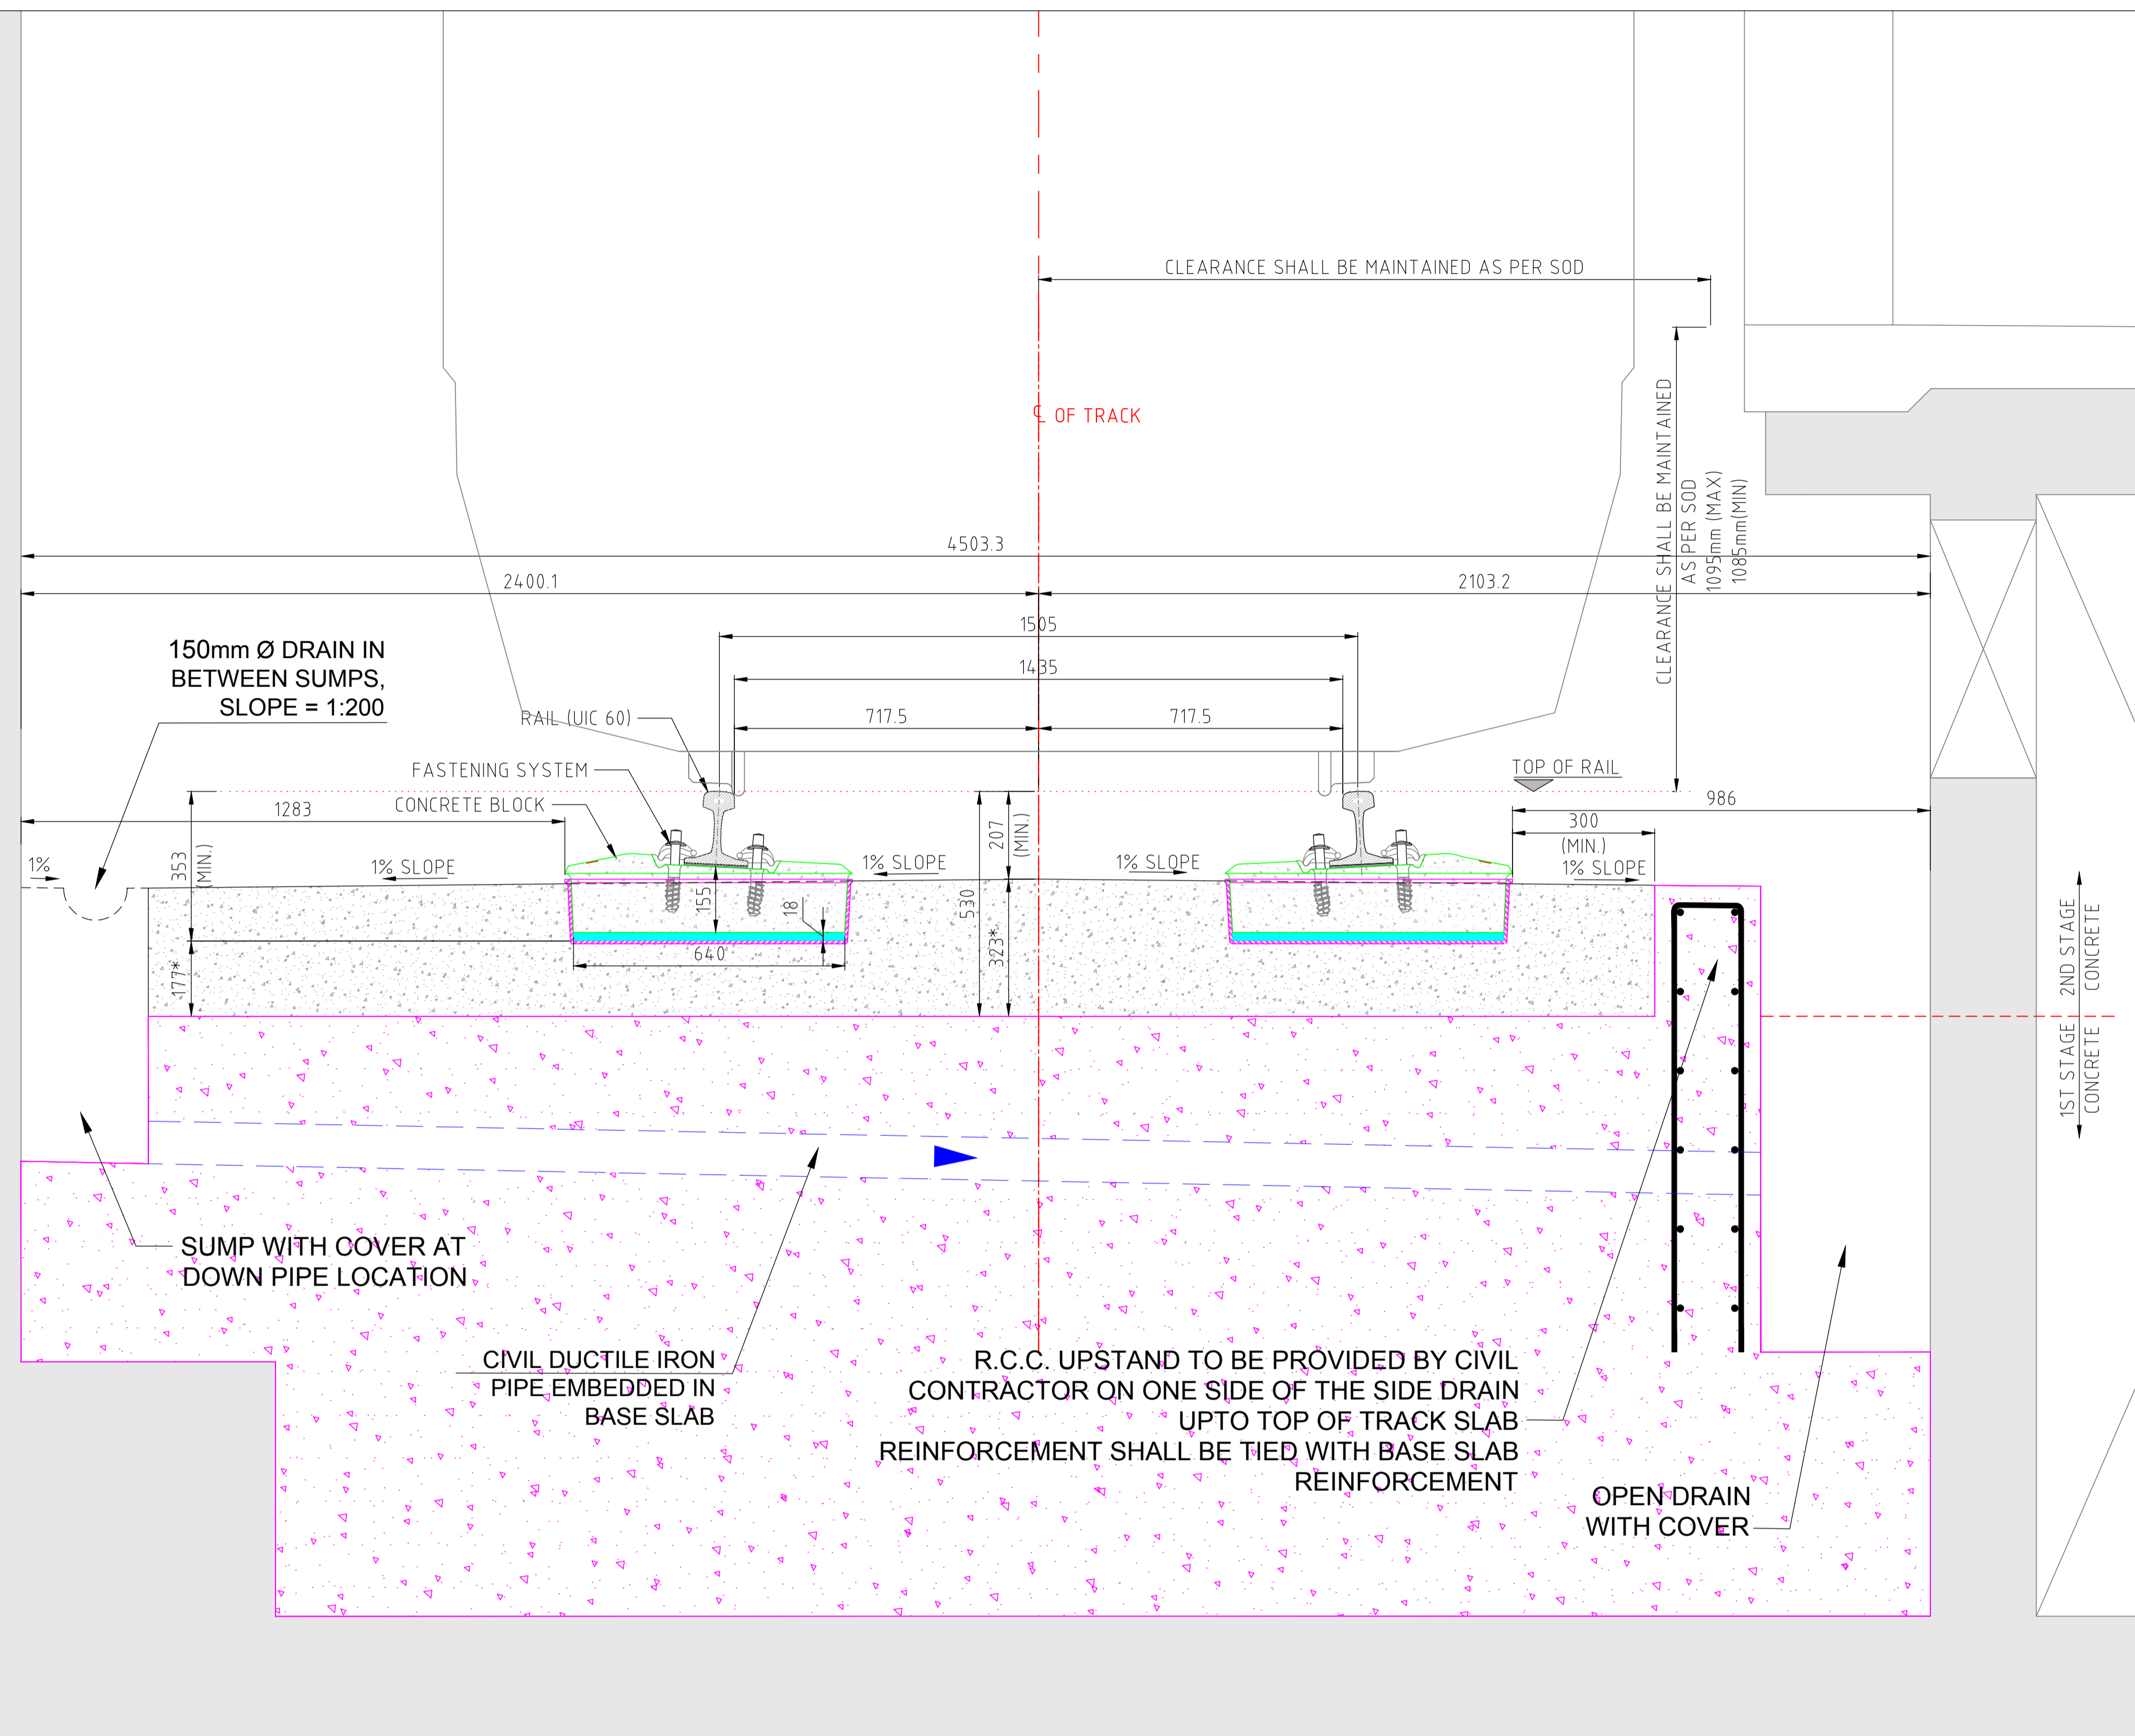 CLEARANCE SHALL BE MAINTAINED AS PER SOD
℄ OF TRACK
CLEARANCE SHALL BE MAINTAINED
AS PER SOD
1095mm (MAX)
1085mm(MIN)
4503.3
2400.1
2103.2
1505
1435
717.5
717.5
150mm Ø DRAIN IN
BETWEEN SUMPS,
SLOPE = 1:200
RAIL (UIC 60)
FASTENING SYSTEM
CONCRETE BLOCK
TOP OF RAIL
1283
986
300
(MIN.)
353
(MIN.)
207
(MIN.)
1%
1% SLOPE
1% SLOPE
1% SLOPE
1% SLOPE
155
18
530
323*
177*
640
2ND STAGE
CONCRETE
1ST STAGE
CONCRETE
SUMP WITH COVER AT
DOWN PIPE LOCATION
CIVIL DUCTILE IRON
PIPE EMBEDDED IN
BASE SLAB
R.C.C. UPSTAND TO BE PROVIDED BY CIVIL
CONTRACTOR ON ONE SIDE OF THE SIDE DRAIN
UPTO TOP OF TRACK SLAB
REINFORCEMENT SHALL BE TIED WITH BASE SLAB
REINFORCEMENT
OPEN DRAIN
WITH COVER